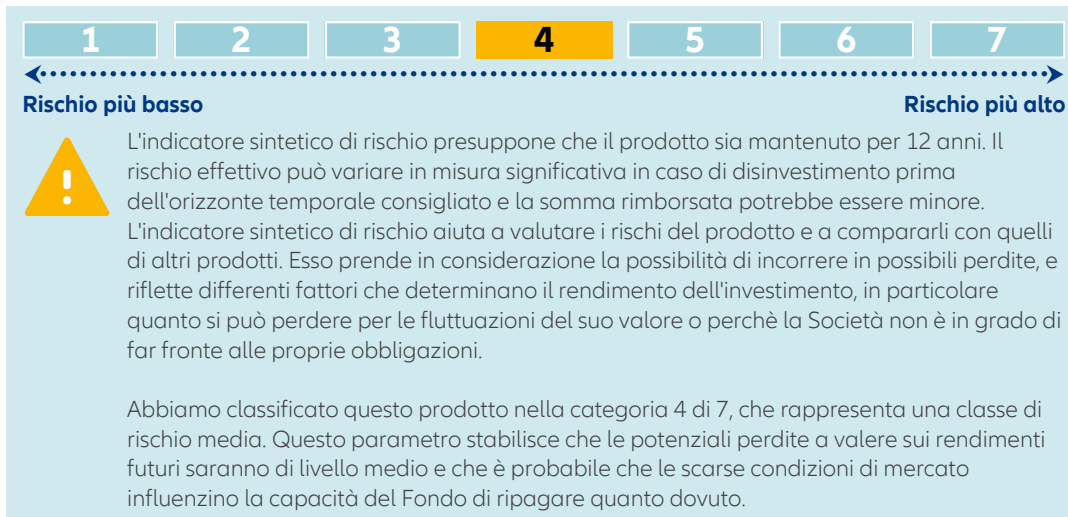 1 2 3 4 5 6 7
Rischio più basso Rischio più alto
L'indicatore sintetico di rischio presuppone che il prodotto sia mantenuto per 12 anni. Il
rischio effettivo può variare in misura significativa in caso di disinvestimento prima
dell'orizzonte temporale consigliato e la somma rimborsata potrebbe essere minore.
L'indicatore sintetico di rischio aiuta a valutare i rischi del prodotto e a compararli con quelli
di altri prodotti. Esso prende in considerazione la possibilità di incorrere in possibili perdite, e
riflette differenti fattori che determinano il rendimento dell'investimento, in particolare
quanto si può perdere per le fluttuazioni del suo valore o perchè la Società non è in grado di
far fronte alle proprie obbligazioni.
Abbiamo classificato questo prodotto nella categoria 4 di 7, che rappresenta una classe di
rischio media. Questo parametro stabilisce che le potenziali perdite a valere sui rendimenti
futuri saranno di livello medio e che è probabile che le scarse condizioni di mercato
influenzino la capacità del Fondo di ripagare quanto dovuto.